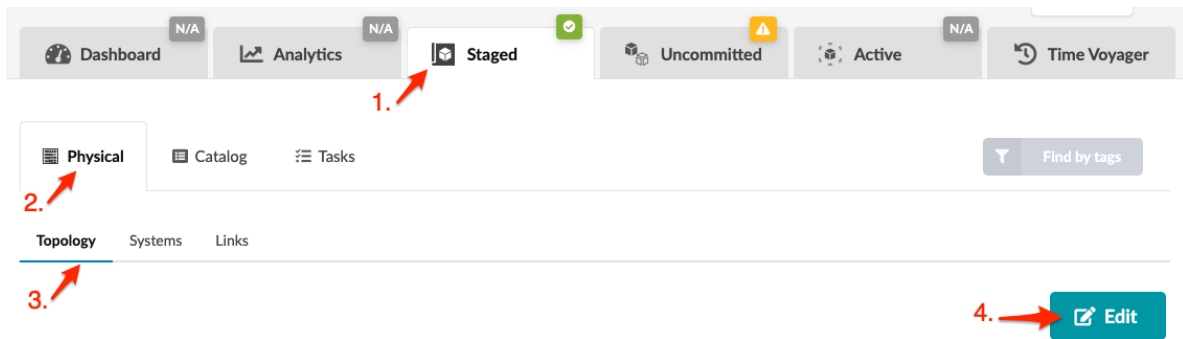 N/A N/A N/A
Dashboard Analytics Staged Uncommitted Active Time Voyager
1.
Physical Catalog Tasks Find by tags
2.
Topology Systems Links
3.
4. Edit